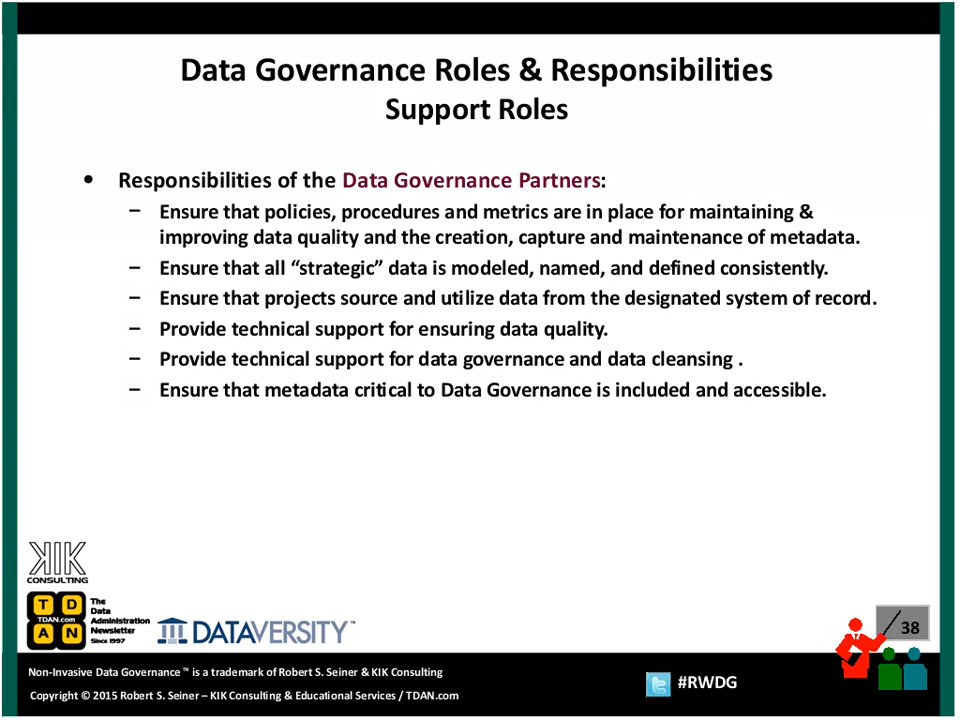 Data Governance Roles & Responsibilities
Support Roles
• Responsibilities of the Data Governance Partners:
– Ensure that policies, procedures and metrics are in place for maintaining &
improving data quality and the creation, capture and maintenance of metadata.
– Ensure that all “strategic” data is modeled, named, and defined consistently.
– Ensure that projects source and utilize data from the designated system of record.
– Provide technical support for ensuring data quality.
– Provide technical support for data governance and data cleansing .
– Ensure that metadata critical to Data Governance is included and accessible.
KIK
CONSULTING
T D
TDAN.com
A N
The
Data
Administration
Newsletter
Since 1997
DATAVERSITY™
38
Non-Invasive Data Governance™ is a trademark of Robert S. Seiner & KIK Consulting
Copyright © 2015 Robert S. Seiner – KIK Consulting & Educational Services / TDAN.com
#RWDG